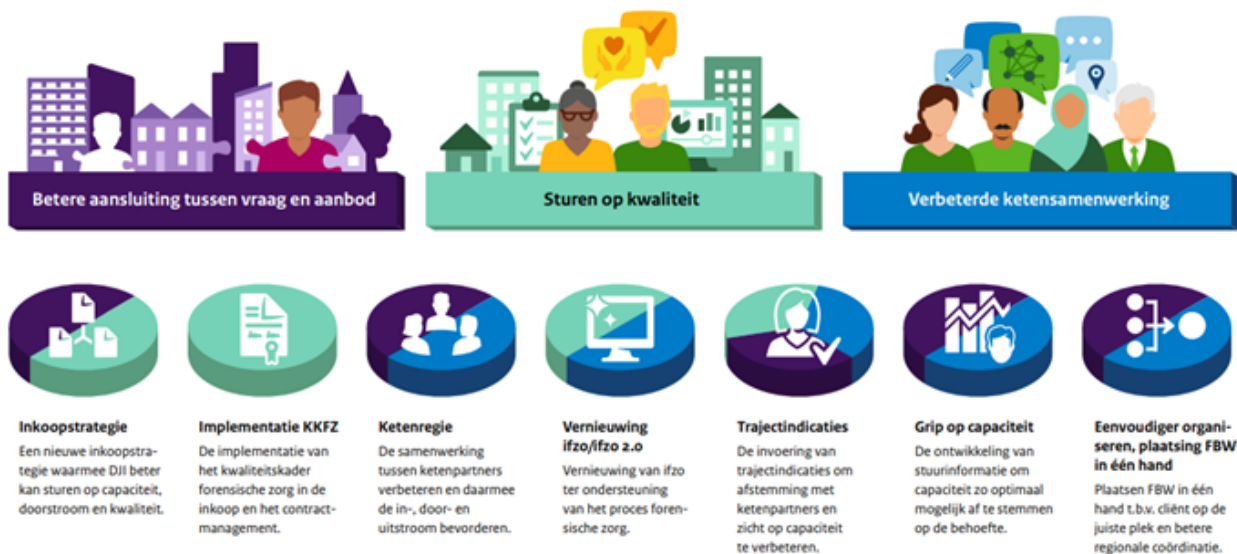 Betere aansluiting tussen vraag en aanbod
Sturen op kwaliteit
Verbeterde ketensamenwerking
Inkoopstrategie
Een nieuwe inkoopstra-
tegie waarmee DJI beter
kan sturen op capaciteit,
doorstroom en kwaliteit.
Implementatie KKFZ
De implementatie van
het kwaliteitskader
forensische zorg in de
inkoop en het contract-
management.
Ketenregie
De samenwerking
tussen ketenpartners
verbeteren en daarmee
de in-, door- en
uitstroom bevorderen.
Vernieuwing
ifzo/ifzo 2.0
Vernieuwing van ifzo
ter ondersteuning
van het proces foren-
sische zorg.
Trajectindicaties
De invoering van
trajectindicaties om
afstemming met
ketenpartners en
zicht op capaciteit
te verbeteren.
Grip op capaciteit
De ontwikkeling van
stuurinformatie om
capaciteit zo optimaal
mogelijk af te stemmen
op de behoefte.
Eenvoudiger organi-
seren, plaatsing FBW
in één hand
Plaatsen FBW in één
hand t.b.v. cliënt op de
juiste plek en betere
regionale coördinatie.